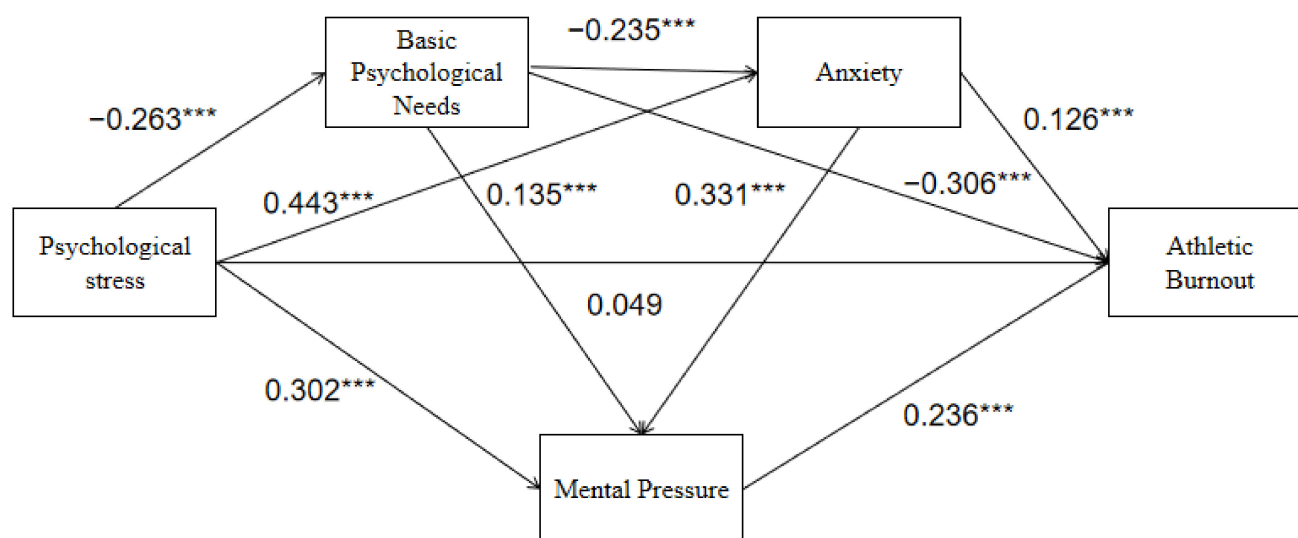 −0.235***
Basic
Psychological
Needs
Anxiety
−0.263***
0.126***
0.443***
0.135***
0.331***
−0.306***
Psychological
stress
Athletic
Burnout
0.049
0.302***
0.236***
Mental Pressure